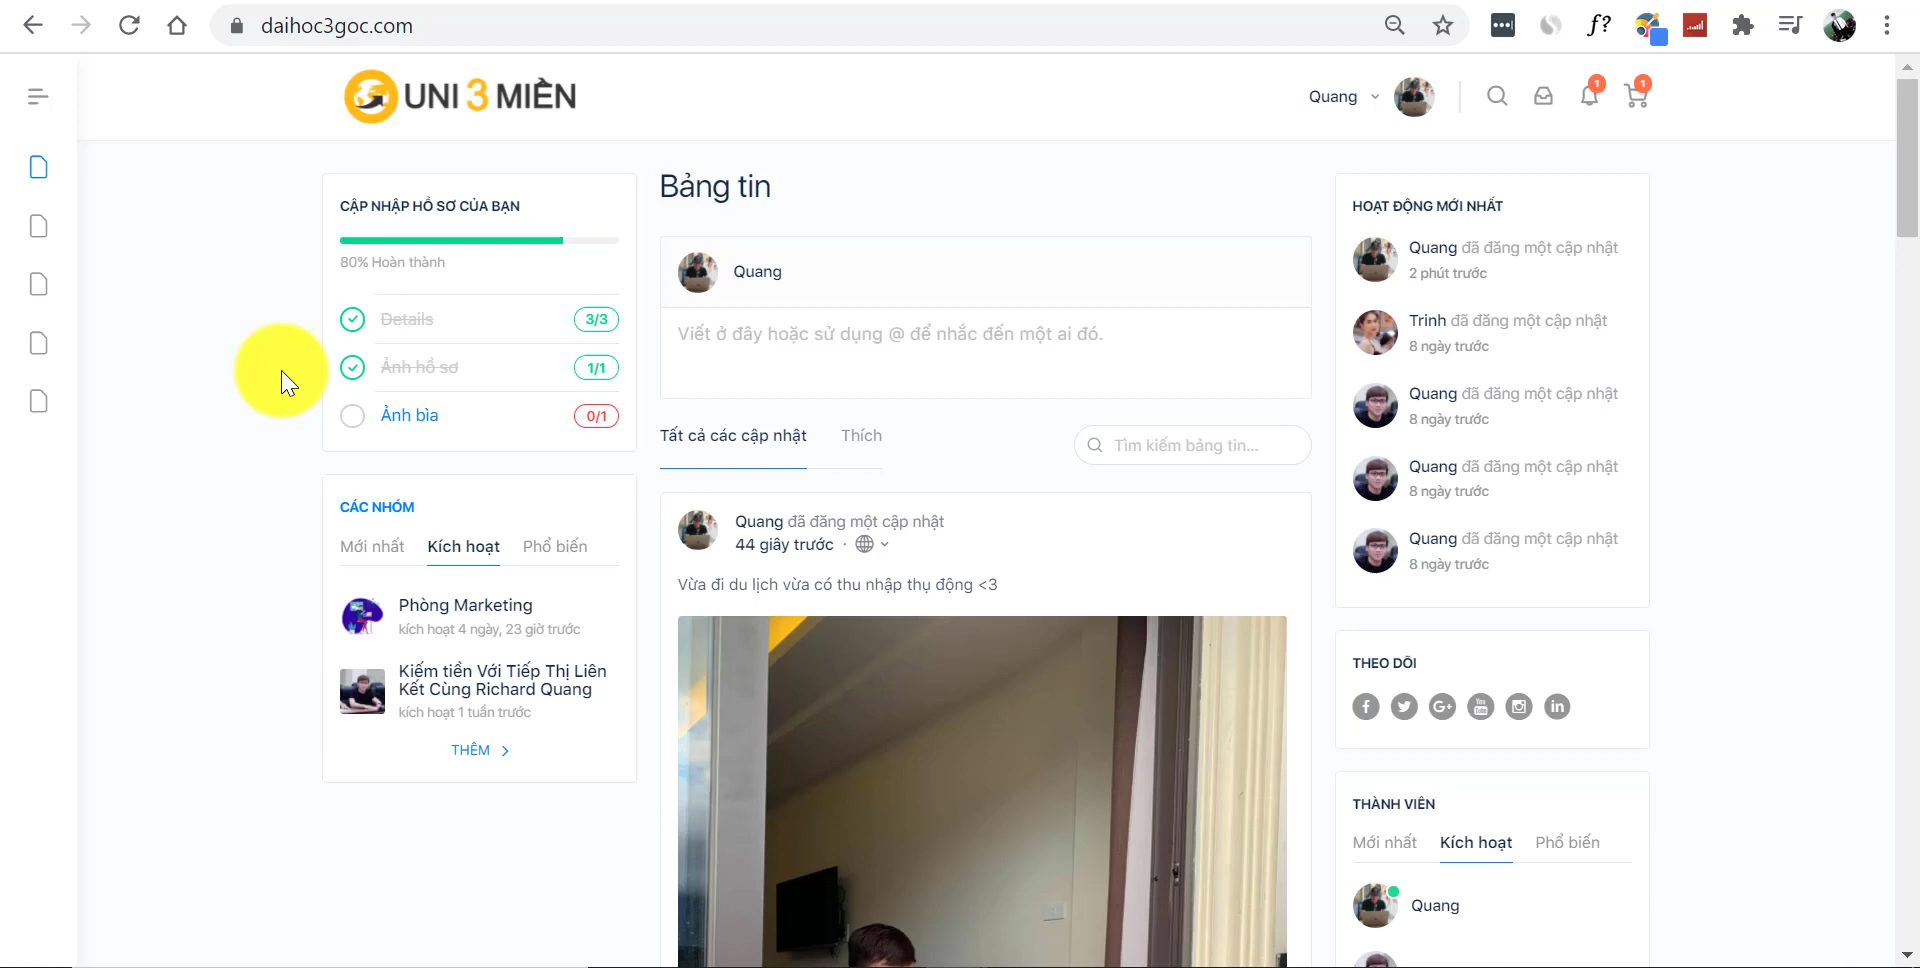 daihoc3goc.com
f?
UNI 3 MIỀN
Quang
1
1
CẬP NHẬP HỒ SƠ CỦA BẠN
80% Hoàn thành
Details 3/3
Ảnh hồ sơ 1/1
Ảnh bìa 0/1
CÁC NHÓM
Mới nhất Kích hoạt Phổ biến
Phòng Marketing
kích hoạt 4 ngày, 23 giờ trước
Kiếm tiền Với Tiếp Thị Liên
Kết Cùng Richard Quang
kích hoạt 1 tuần trước
THÊM
Bảng tin
Quang
Viết ở đây hoặc sử dụng @ để nhắc đến một ai đó.
Tất cả các cập nhật Thích
Tìm kiếm bảng tin...
Quang đã đăng một cập nhật
44 giây trước ·
Vừa đi du lịch vừa có thu nhập thụ động <3
HOẠT ĐỘNG MỚI NHẤT
Quang đã đăng một cập nhật
2 phút trước
Trinh đã đăng một cập nhật
8 ngày trước
Quang đã đăng một cập nhật
8 ngày trước
Quang đã đăng một cập nhật
8 ngày trước
Quang đã đăng một cập nhật
8 ngày trước
THEO DÕI
f G+ You Tube in
THÀNH VIÊN
Mới nhất Kích hoạt Phổ biến
Quang